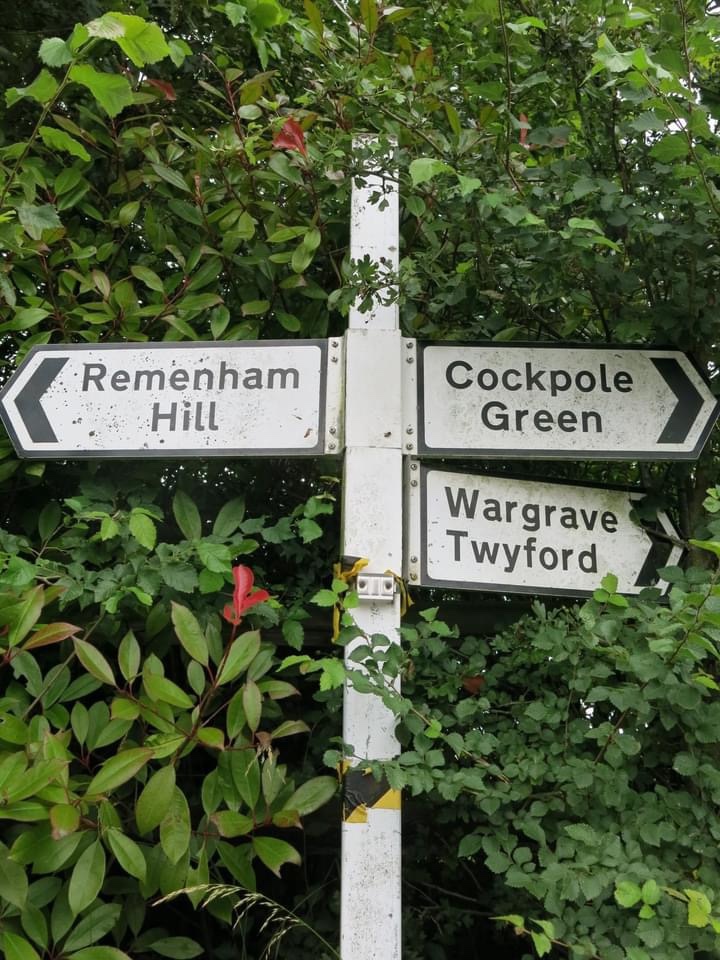 Remenham
Hill
Cockpole
Green
Wargrave
Twyford